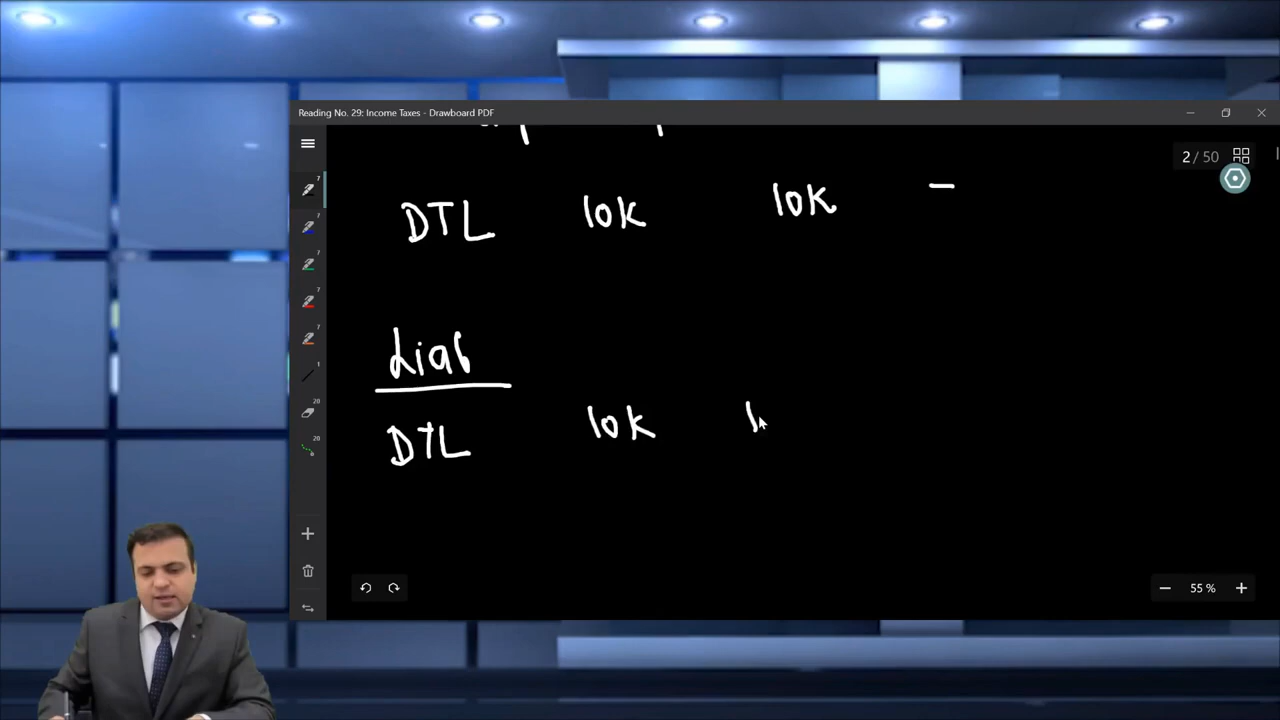 Reading No. 29: Income Taxes - Drawboard PDF
2 / 50
DTL 10K 10K -
Liab
DTL 10K
55 %